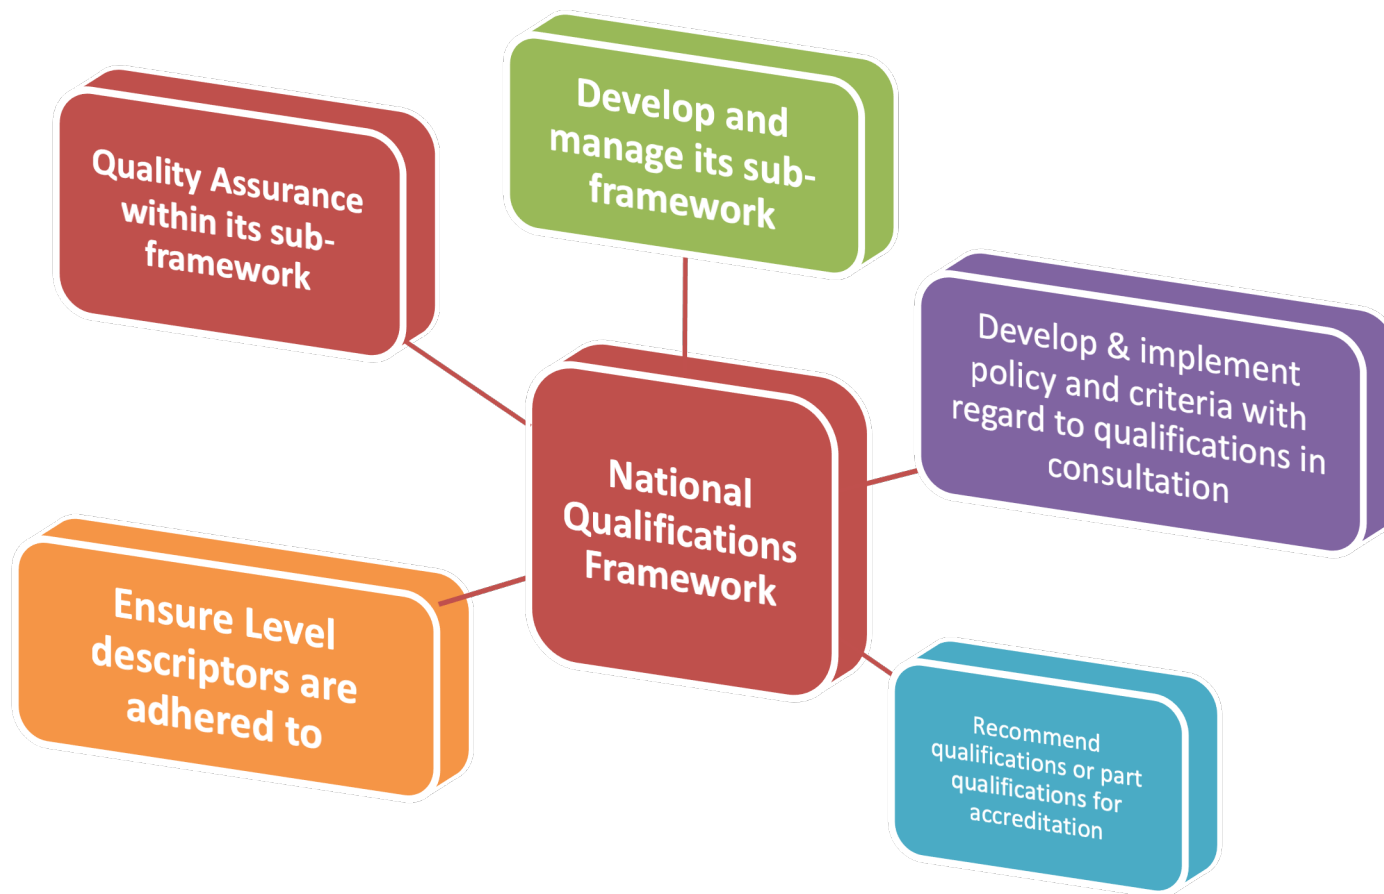 Develop and
manage its sub-
framework
Quality Assurance
within its sub-
framework
Develop & implement
policy and criteria with
regard to qualifications in
consultation
National
Qualifications
Framework
Ensure Level
descriptors are
adhered to
Recommend
qualifications or part
qualifications for
accreditation